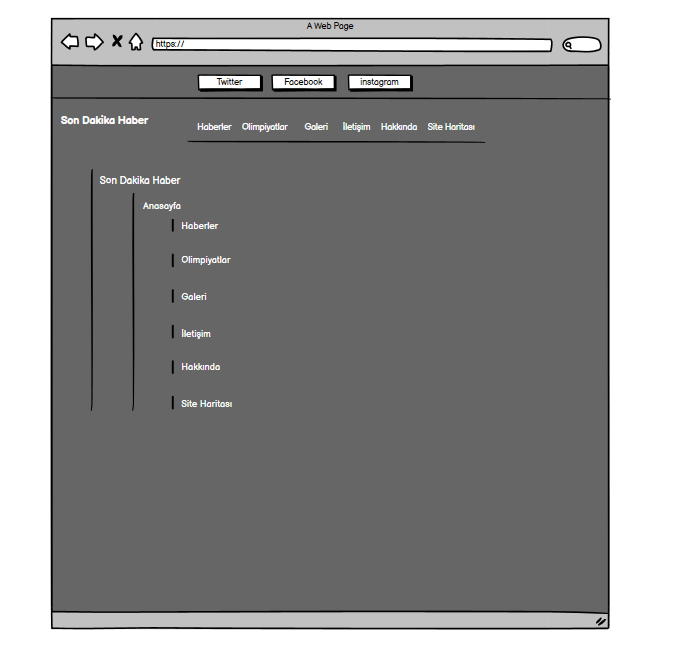 A Web Page
https://
Twitter Facebook instagram
Son Dakika Haber
Haberler Olimpiyatlar Galeri İletişim Hakkında Site Haritası
Son Dakika Haber
Anasayfa
Haberler
Olimpiyatlar
Galeri
İletişim
Hakkında
Site Haritası